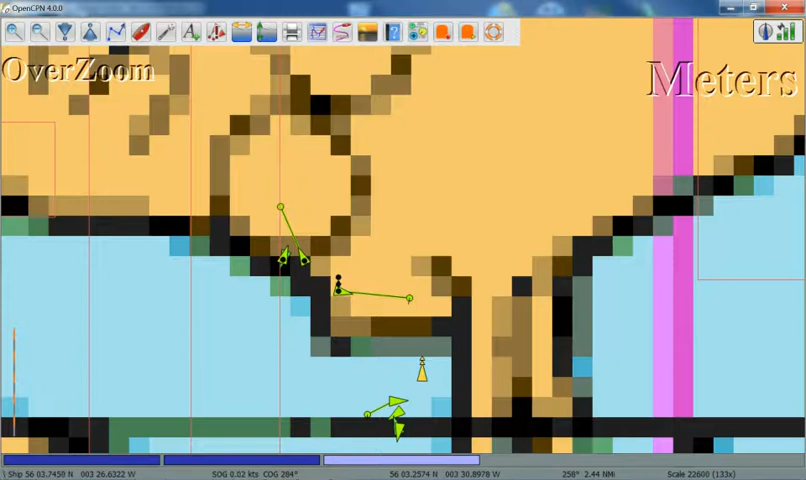 OpenCPN 4.0.0
OverZoom
Meters
Ship 56 03.7459 N 003 26.6322 W
SOG 0.02 kts COG 284°
56 03.2574 N 003 30.8978 W
258° 2.44 NMi
Scale 22600 (133x)